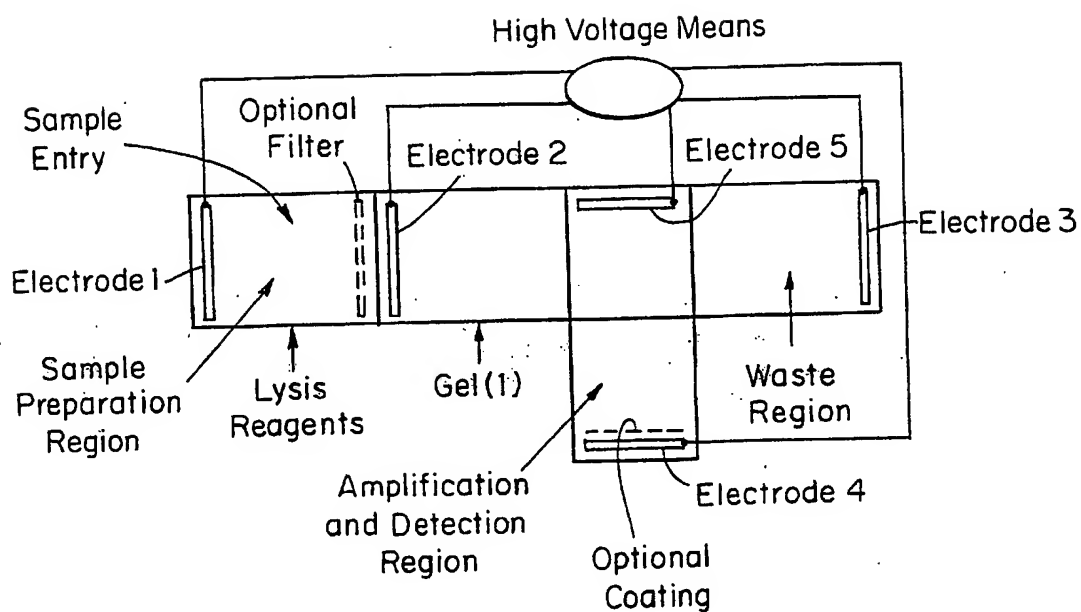 High Voltage Means
Sample
Entry
Optional
Filter
Electrode 2
Electrode 5
Electrode 3
Electrode 1
Sample
Preparation
Region
Lysis
Reagents
Gel (1)
Waste
Region
Amplification
and Detection
Region
Optional
Coating
Electrode 4